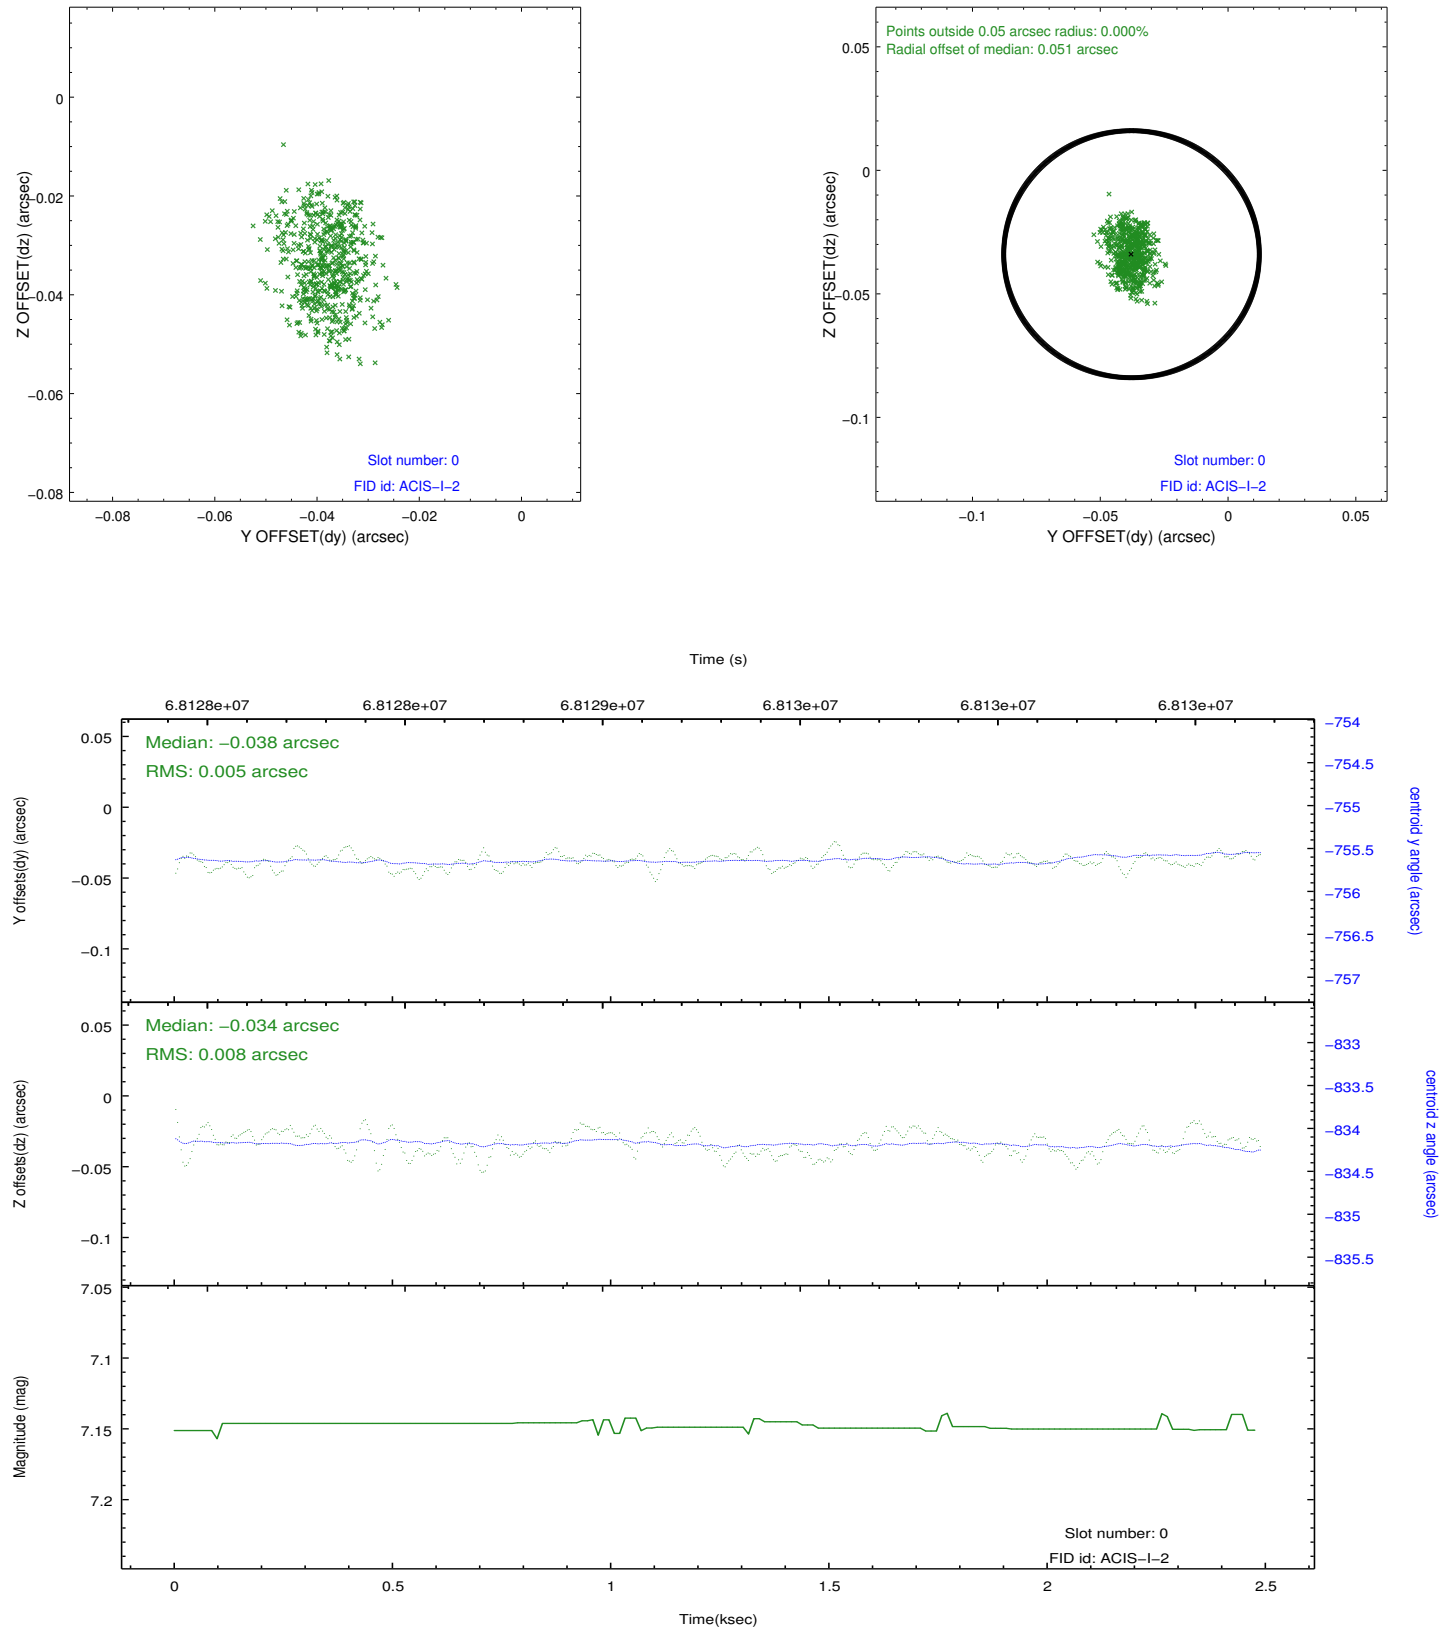 0
−0.02
−0.04
−0.06
−0.08
Z OFFSET(dz) (arcsec)
Slot number: 0
FID id: ACIS−I−2
−0.08
−0.06
−0.04
−0.02
0
Y OFFSET(dy) (arcsec)
Points outside 0.05 arcsec radius: 0.000%
Radial offset of median: 0.051 arcsec
0.05
0
−0.05
−0.1
Z OFFSET(dz) (arcsec)
Slot number: 0
FID id: ACIS−I−2
−0.1
−0.05
0
0.05
Y OFFSET(dy) (arcsec)
Time (s)
6.8128e+07
6.8128e+07
6.8129e+07
6.813e+07
6.813e+07
6.813e+07
Median: −0.038 arcsec
RMS: 0.005 arcsec
0.05
0
−0.05
−0.1
Y offsets(dy) (arcsec)
−754
−754.5
−755
−755.5
−756
−756.5
−757
centroid y angle (arcsec)
Median: −0.034 arcsec
RMS: 0.008 arcsec
0.05
0
−0.05
−0.1
Z offsets(dz) (arcsec)
−833
−833.5
−834
−834.5
−835
−835.5
centroid z angle (arcsec)
7.05
7.1
7.15
7.2
Magnitude (mag)
Slot number: 0
FID id: ACIS−I−2
0
0.5
1
1.5
2
2.5
Time(ksec)